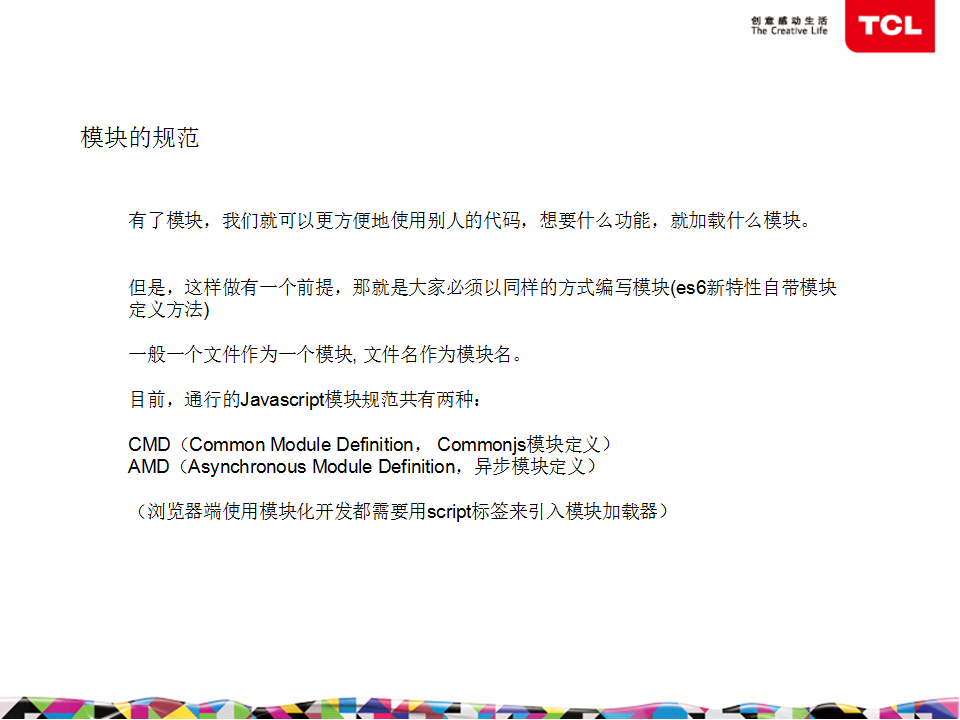 创意感动生活
The Creative Life
TCL
模块的规范
有了模块，我们就可以更方便地使用别人的代码，想要什么功能，就加载什么模块。
但是，这样做有一个前提，那就是大家必须以同样的方式编写模块(es6新特性自带模块
定义方法)
一般一个文件作为一个模块, 文件名作为模块名。
目前，通行的Javascript模块规范共有两种：
CMD（Common Module Definition， Commonjs模块定义）
AMD（Asynchronous Module Definition，异步模块定义）
（浏览器端使用模块化开发都需要用script标签来引入模块加载器）